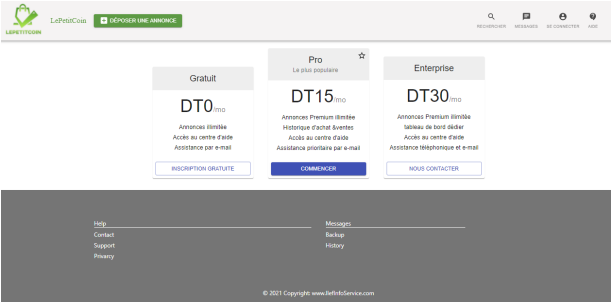 LEPETITCOIN
LePetitCoin
DÉPOSER UNE ANNONCE
RECHERCHER
MESSAGES
SE CONNECTER
AIDE
Gratuit
DT0/mo
Annonces illimitée
Accès au centre d'aide
Assistance par e-mail
INSCRIPTION GRATUITE
Pro
Le plus populaire
DT15/mo
Annonces Premium illimitée
Historique d'achat &ventes
Accès au centre d'aide
Assistance prioritaire par e-mail
COMMENCER
Enterprise
DT30/mo
Annonces Premium illimitée
tableau de bord dédier
Accès au centre d'aide
Assistance téléphonique et e-mail
NOUS CONTACTER
Help
Contact
Support
Privarcy
Messages
Backup
History
© 2021 Copyright: www.IlefInfoService.com